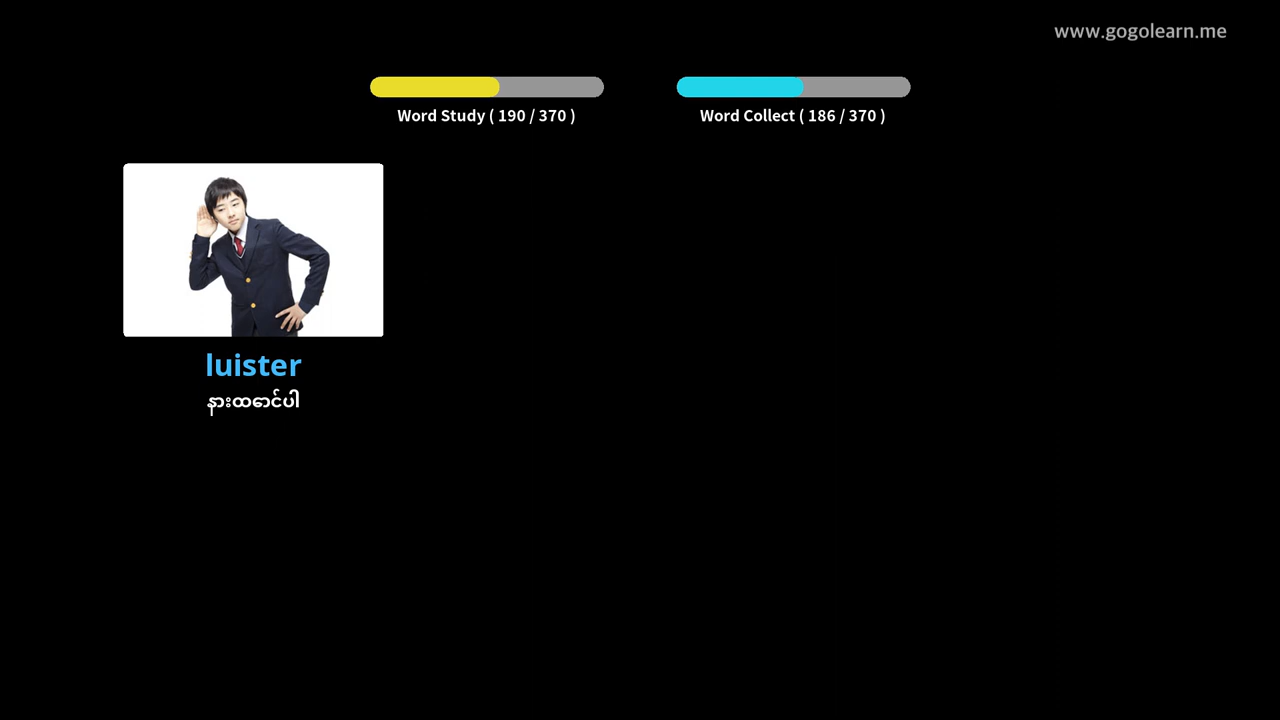 www.gogolearn.me
Word Study ( 190 / 370 )
Word Collect ( 186 / 370 )
luister
နားထောင်ပါ